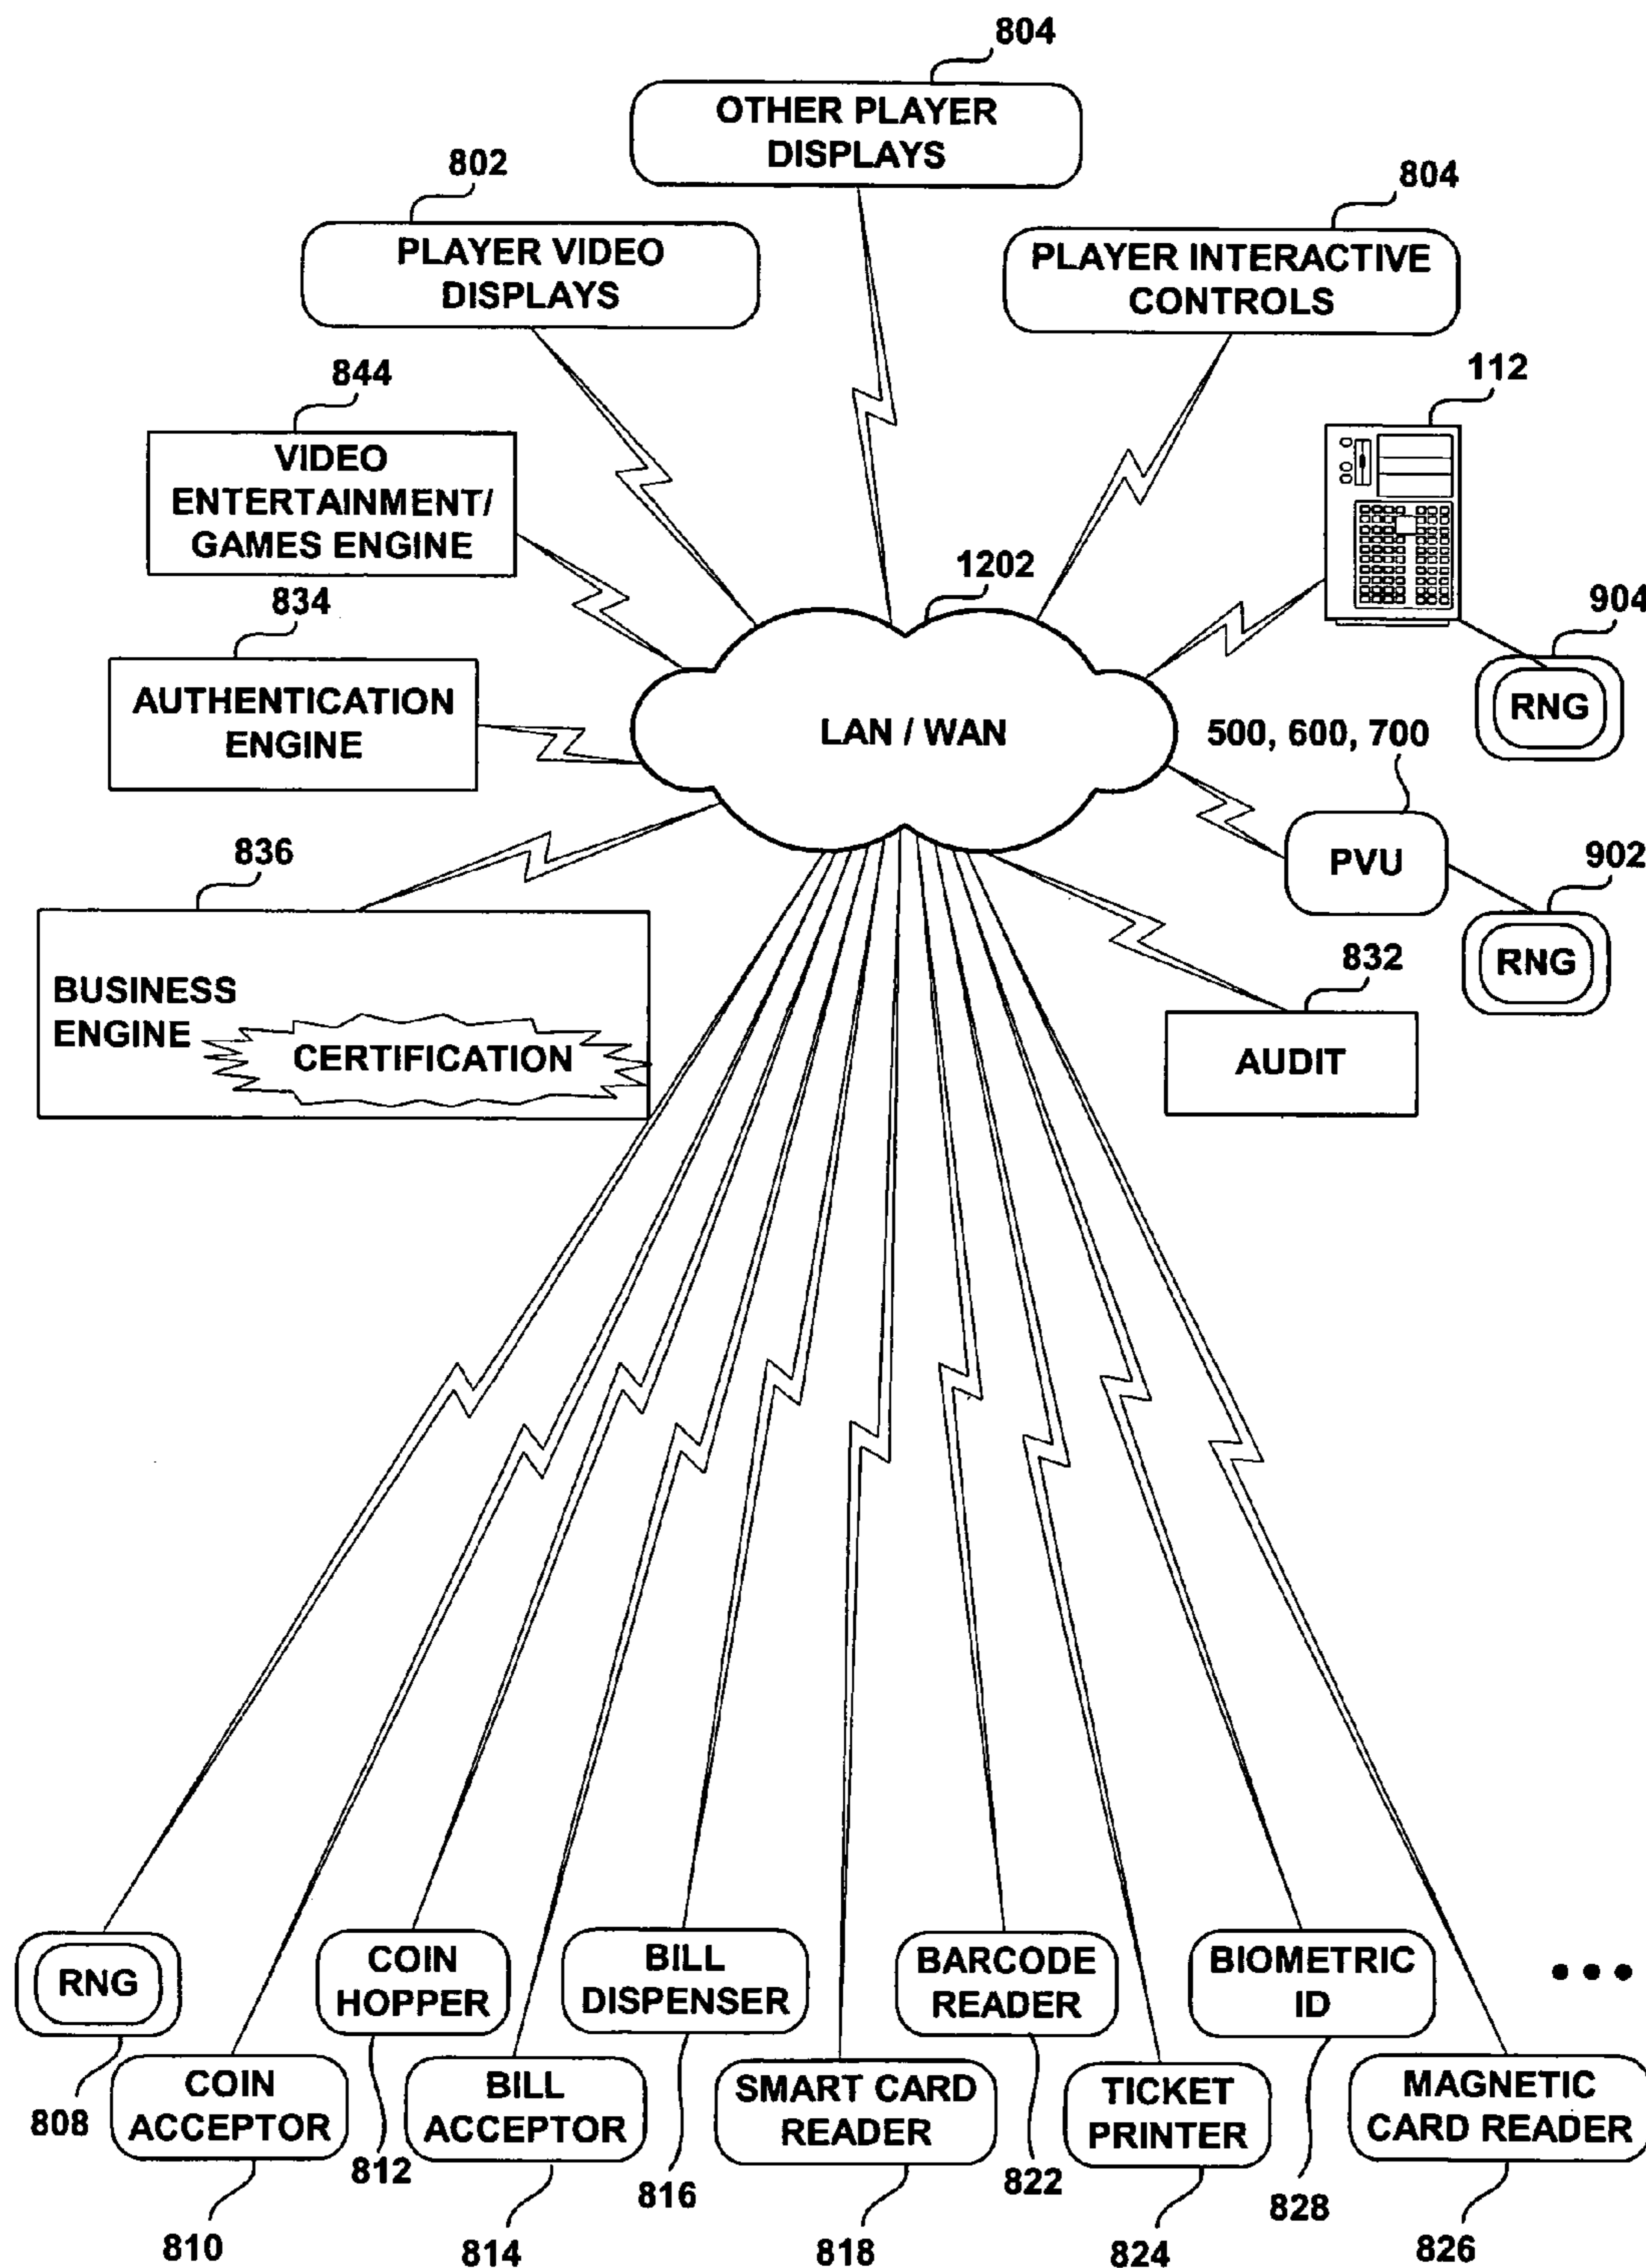 804
OTHER PLAYER
DISPLAYS
802
PLAYER VIDEO
DISPLAYS
804
PLAYER INTERACTIVE
CONTROLS
844
VIDEO
ENTERTAINMENT/
GAMES ENGINE
112
1202
904
RNG
834
AUTHENTICATION
ENGINE
LAN / WAN
500, 600, 700
PVU
902
RNG
836
BUSINESS
ENGINE
CERTIFICATION
832
AUDIT
RNG
808
COIN
ACCEPTOR
810
COIN
HOPPER
812
BILL
ACCEPTOR
814
BILL
DISPENSER
816
SMART CARD
READER
818
BARCODE
READER
822
TICKET
PRINTER
824
BIOMETRIC
ID
828
MAGNETIC
CARD READER
826
• • •